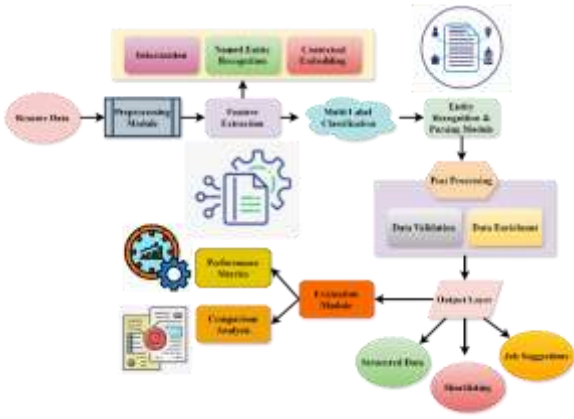 Tokenization
Named Entity
Recognition
Contextual
Embedding
Resume Data
Preprocessing
Module
Feature
Extraction
Multi Label
Classification
Entity
Recognition &
Parsing Module
Post Processing
Data Validation
Data Enrichment
Performance
Metrics
Evaluation
Module
Output Layer
Comparison
Analysis
Structured Data
Shortlisting
Job Suggestions